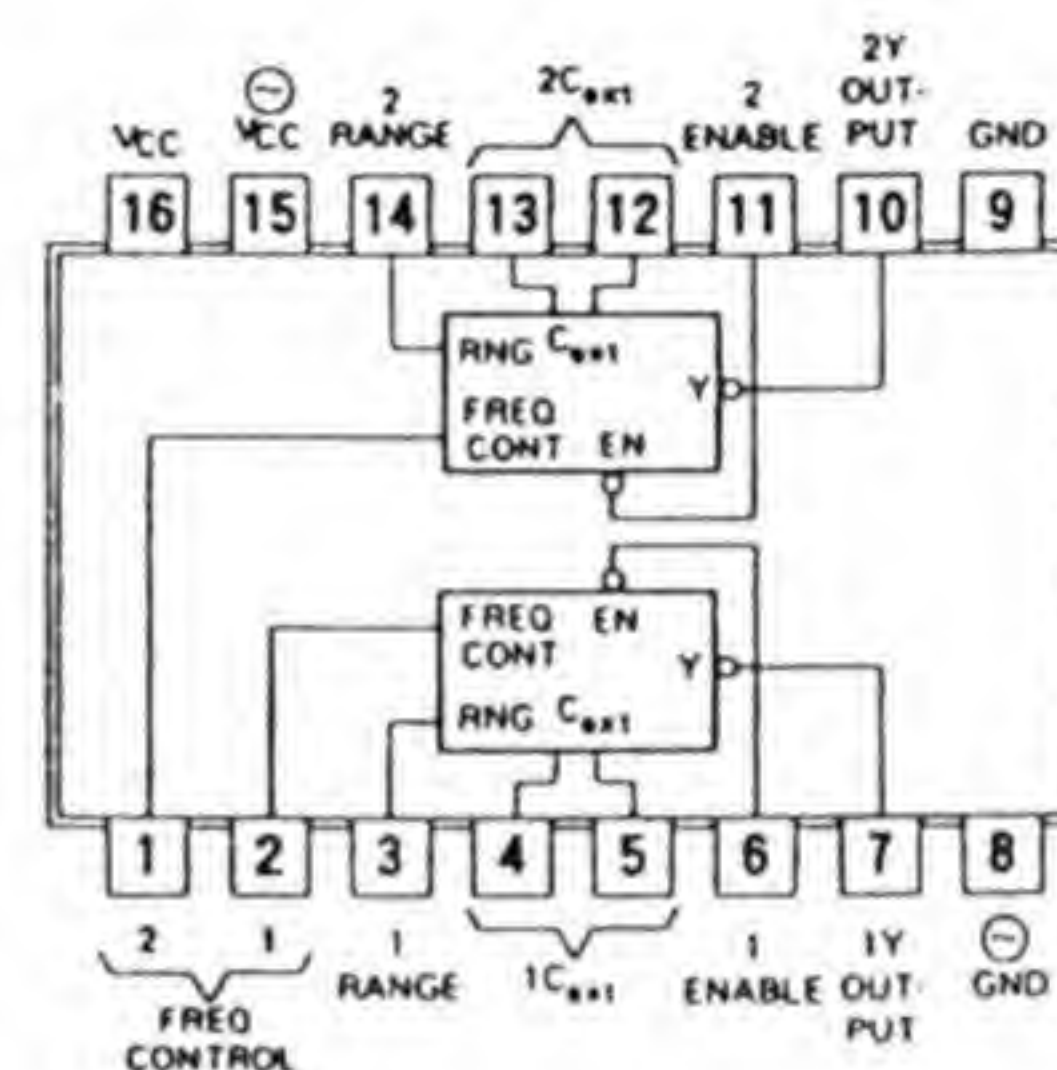 VCC
~
VCC
2
RANGE
2Cext
2
ENABLE
2Y
OUT-
PUT
GND
16 15 14 13 12 11 10 9
RNG Cext
Y
FREQ
CONT EN
FREQ EN
CONT
Y
RNG Cext
1 2 3 4 5 6 7 8
2 1
FREQ
CONTROL
1
RANGE
1Cext
1
ENABLE
1Y
OUT-
PUT
~
GND